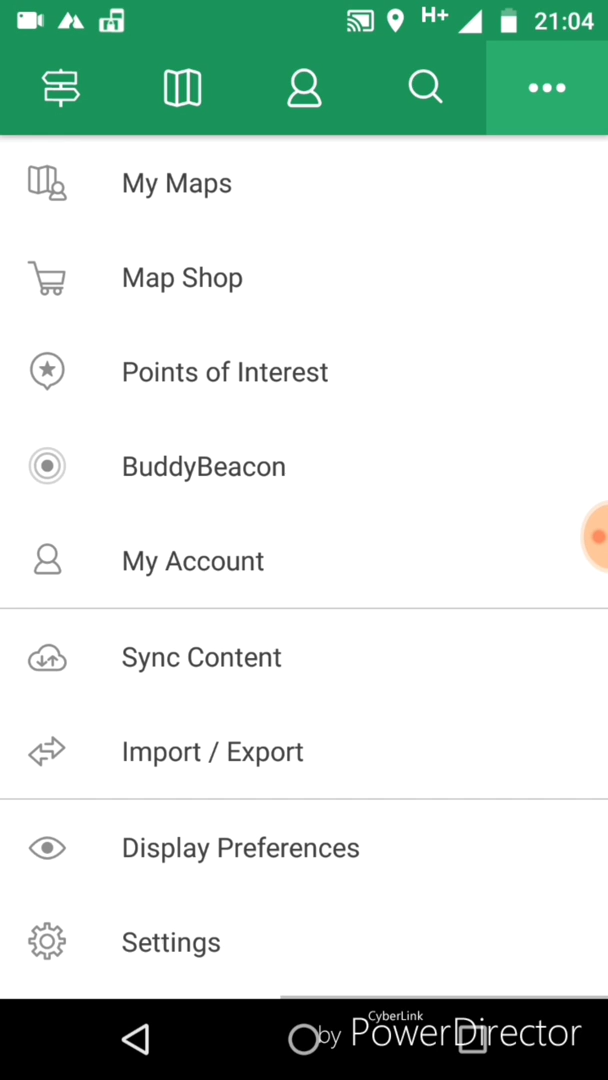 H+ 21:04
My Maps
Map Shop
Points of Interest
BuddyBeacon
My Account
Sync Content
Import / Export
Display Preferences
Settings
CyberLink
by PowerDirector